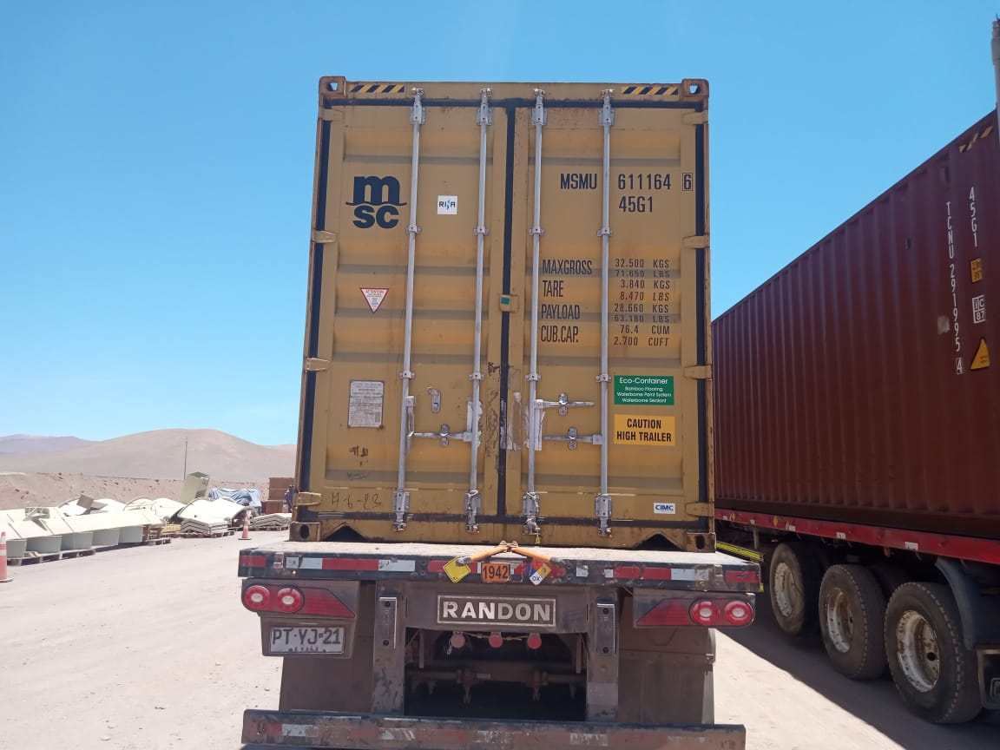 msc
RINA
MSMU 611164 6
45G1
MAXGROSS 32.500 KGS
71.650 LBS
TARE 3.840 KGS
8.470 LBS
PAYLOAD 28.660 KGS
63.180 LBS
CUB.CAP. 76.4 CUM
2.700 CUFT
ATTENTION
Eco-Container
Bamboo Flooring
Waterborne Paint System
Waterborne Sealant
CAUTION
HIGH TRAILER
CIMC
1942
OX
RANDON
PT·YJ·21
45G1
TCNU 291995 4